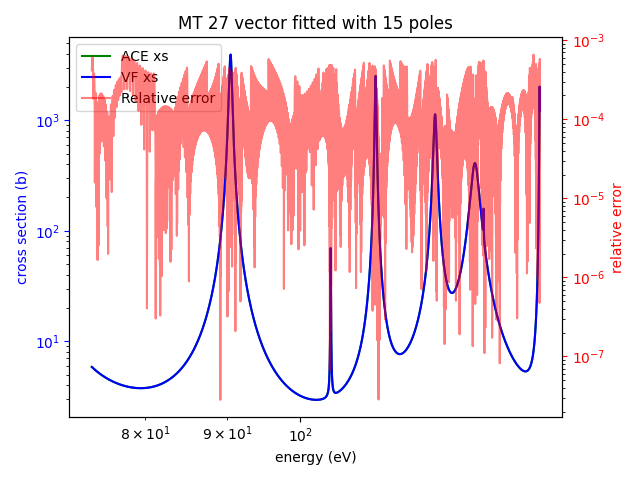 MT 27 vector fitted with 15 poles
ACE xs
VF xs
Relative error
cross section (b)
10³
10²
10¹
10⁻³
10⁻⁴
10⁻⁵
10⁻⁶
10⁻⁷
relative error
8 × 10¹ 9 × 10¹ 10²
energy (eV)